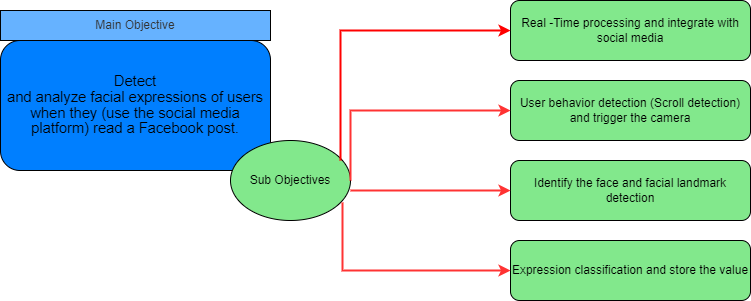 Main Objective
Detect
and analyze facial expressions of users
when they (use the social media
platform) read a Facebook post.
Sub Objectives
Real -Time processing and integrate with
social media
User behavior detection (Scroll detection)
and trigger the camera
Identify the face and facial landmark
detection
Expression classification and store the value